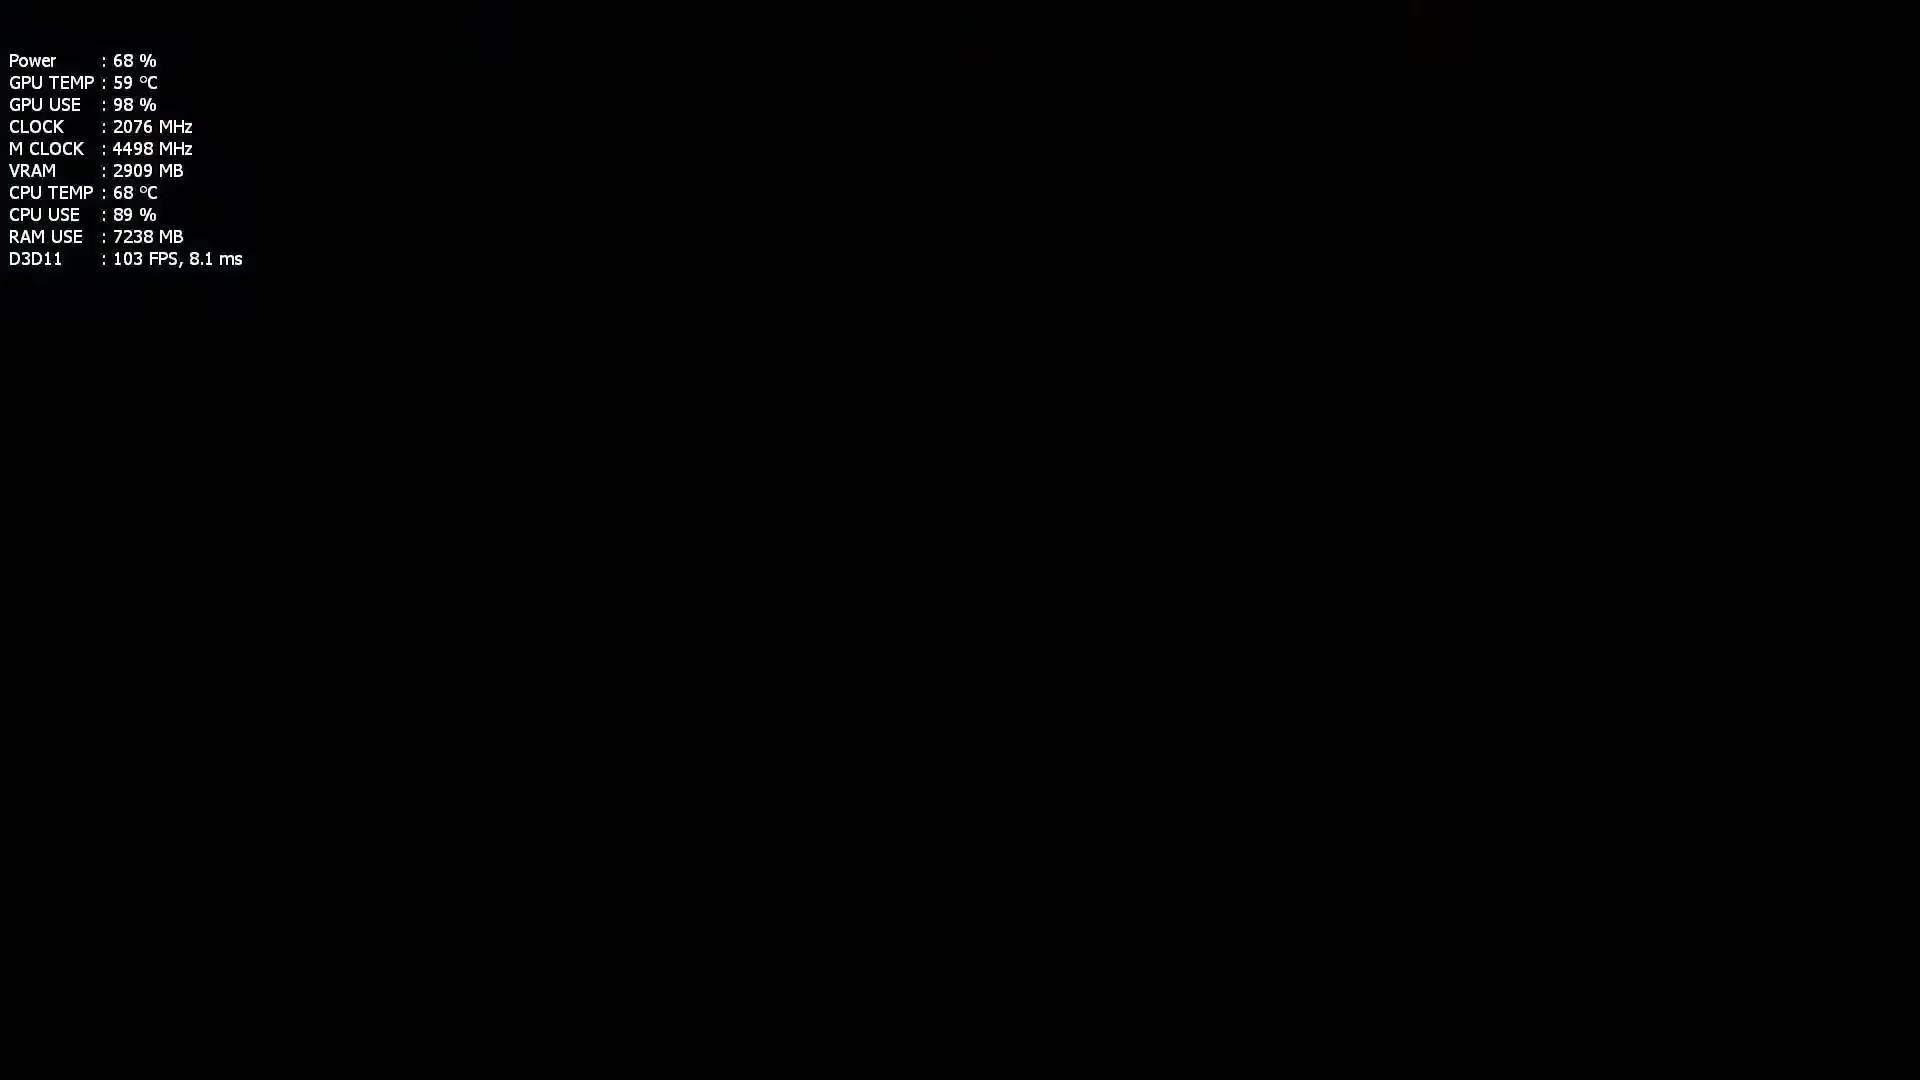 Power : 68 %
GPU TEMP : 59 °C
GPU USE : 98 %
CLOCK : 2076 MHz
M CLOCK : 4498 MHz
VRAM : 2909 MB
CPU TEMP : 68 °C
CPU USE : 89 %
RAM USE : 7238 MB
D3D11 : 103 FPS, 8.1 ms